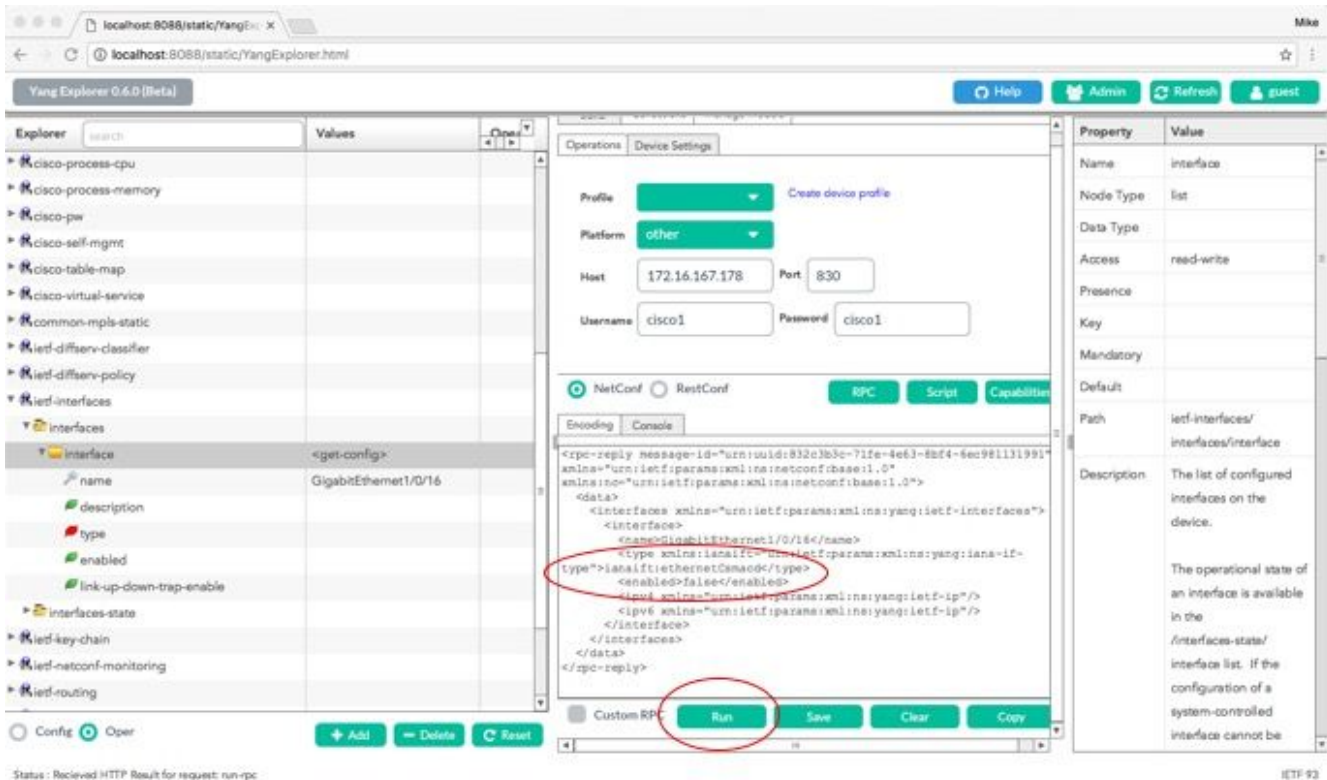 localhost:8088/static/YangEx
Mike
localhost:8088/static/YangExplorer.html
Yang Explorer 0.6.0 (Beta)
Help
Admin
Refresh
guest
Explorer
search
Values
cisco-process-cpu
cisco-process-memory
cisco-pw
cisco-self-mgmt
cisco-table-map
cisco-virtual-service
common-mpls-static
ietf-diffserv-classifier
ietf-diffserv-policy
ietf-interfaces
interfaces
interface <get-config>
name GigabitEthernet1/0/16
description
type
enabled
link-up-down-trap-enable
interfaces-state
ietf-key-chain
ietf-netconf-monitoring
ietf-routing
Config Oper
Add
Delete
Reset
Operations Device Settings
Profile
Create device profile
Platform other
Host 172.16.167.178 Port 830
Username cisco1 Password cisco1
NetConf RestConf
RPC Script Capabilities
Encoding Console
<rpc-reply message-id="urn:uuid:832c3b3c-71fe-4e63-8bf4-6ec981131991"
xmlns="urn:ietf:params:xml:ns:netconf:base:1.0"
xmlns:nc="urn:ietf:params:xml:ns:netconf:base:1.0">
<data>
<interfaces xmlns="urn:ietf:params:xml:ns:yang:ietf-interfaces">
<interface>
<name>GigabitEthernet1/0/16</name>
<type xmlns:ianaift="urn:ietf:params:xml:ns:yang:iana-if-
type">ianaift:ethernetCsmacd</type>
<enabled>false</enabled>
<ipv4 xmlns="urn:ietf:params:xml:ns:yang:ietf-ip"/>
<ipv6 xmlns="urn:ietf:params:xml:ns:yang:ietf-ip"/>
</interface>
</interfaces>
</data>
</rpc-reply>
Custom RPC
Run
Save
Clear
Copy
Property Value
Name interface
Node Type list
Data Type
Access read-write
Presence
Key
Mandatory
Default
Path ietf-interfaces/
interfaces/interface
Description The list of configured
interfaces on the
device.
The operational state of
an interface is available
in the
/interfaces-state/
interface list. If the
configuration of a
system-controlled
interface cannot be
Status : Recieved HTTP Result for request: run-rpc
IETF 93